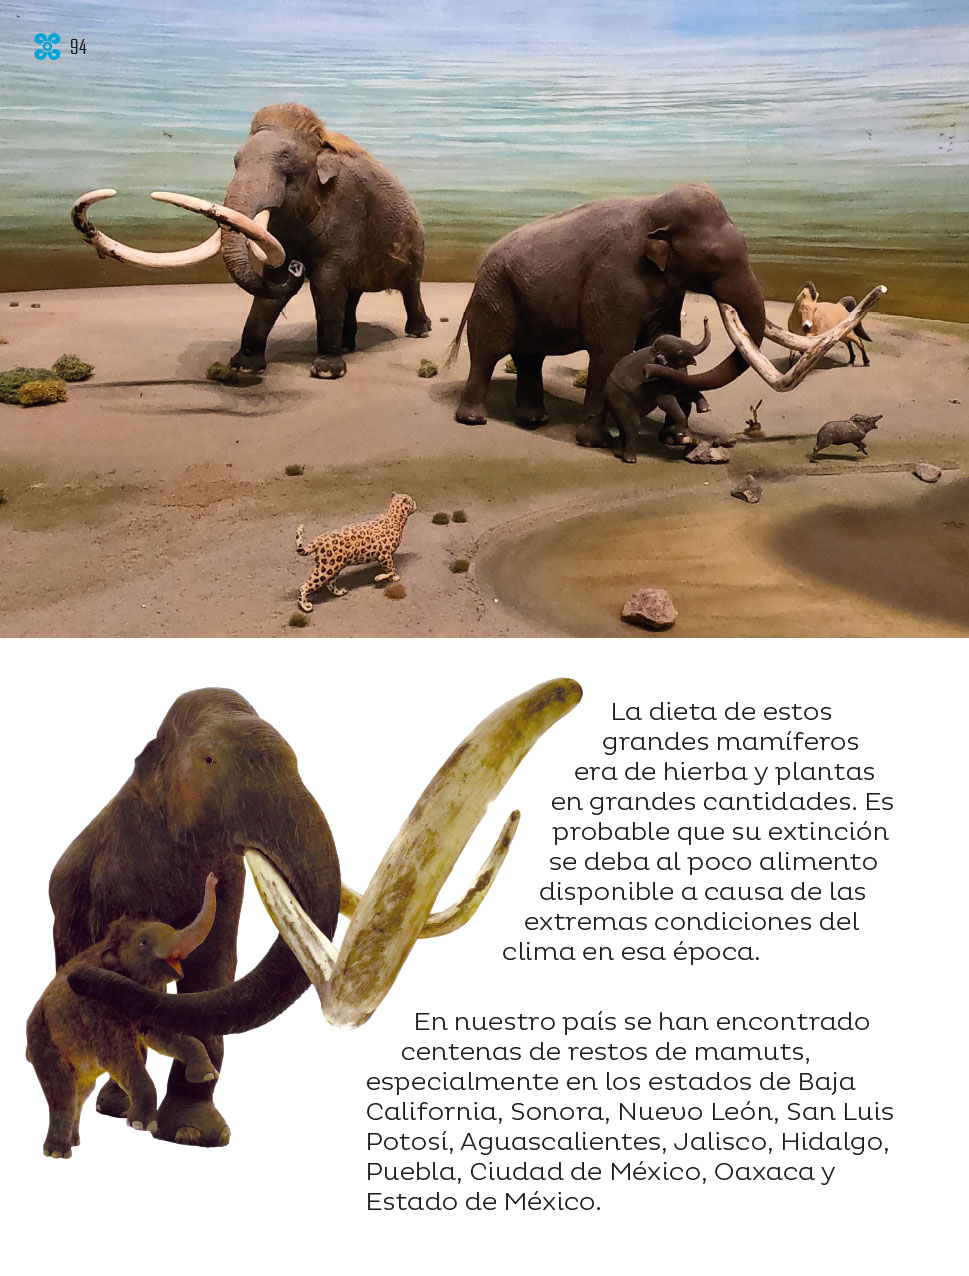 94
La dieta de estos
grandes mamíferos
era de hierba y plantas
en grandes cantidades. Es
probable que su extinción
se deba al poco alimento
disponible a causa de las
extremas condiciones del
clima en esa época.
En nuestro país se han encontrado
centenas de restos de mamuts,
especialmente en los estados de Baja
California, Sonora, Nuevo León, San Luis
Potosí, Aguascalientes, Jalisco, Hidalgo,
Puebla, Ciudad de México, Oaxaca y
Estado de México.